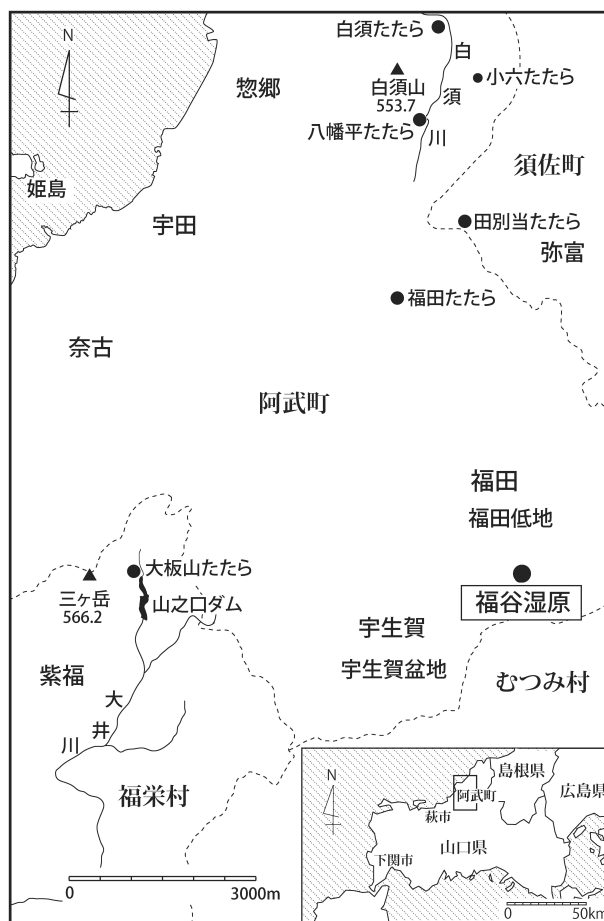 N
白須たたら
白須川
惣郷
白須山
553.7
小六たたら
八幡平たたら
須佐町
姫島
宇田
田別当たたら
弥富
福田たたら
奈古
阿武町
福田
福田低地
大板山たたら
三ヶ岳
566.2
山之口ダム
福谷湿原
宇生賀
宇生賀盆地
紫福
むつみ村
大井川
福栄村
0
3000m
N
島根県
阿武町
広島県
萩市
山口県
下関市
0
50km